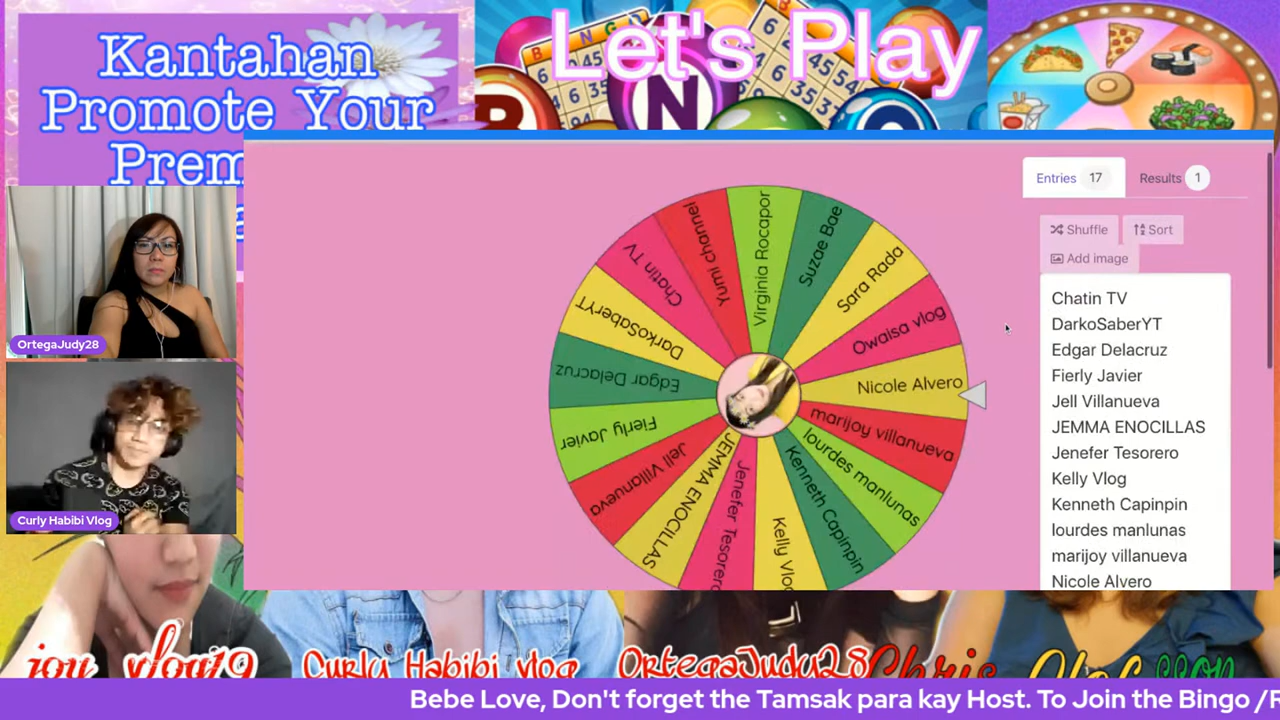 Kantahan
Promote Your
Prem
Let's Play
B I N G
N
OrtegaJudy28
Curly Habibi Vlog
Entries 17
Results 1
Shuffle
Sort
Add image
Chatin TV
DarkoSaberYT
Edgar Delacruz
Fierly Javier
Jell Villanueva
JEMMA ENOCILLAS
Jenefer Tesorero
Kelly Vlog
Kenneth Capinpin
lourdes manlunas
marijoy villanueva
Nicole Alvero
Yumi channel
Virginia Rocapor
Suzae Bae
Sara Rada
Owaisa vlog
Nicole Alvero
marijoy villanueva
lourdes manlunas
Kenneth Capinpin
Kelly Vlo
Jenefer Tesorero
JEMMA ENOCILLAS
Jell Villanueva
Fierly Javier
Edgar Delacruz
DarkoSaberYT
Chatin TV
joy vlog19
Curly Habibi vlog
OrtegaJudy28
Chris
Bebe Love, Don't forget the Tamsak para kay Host. To Join the Bingo /